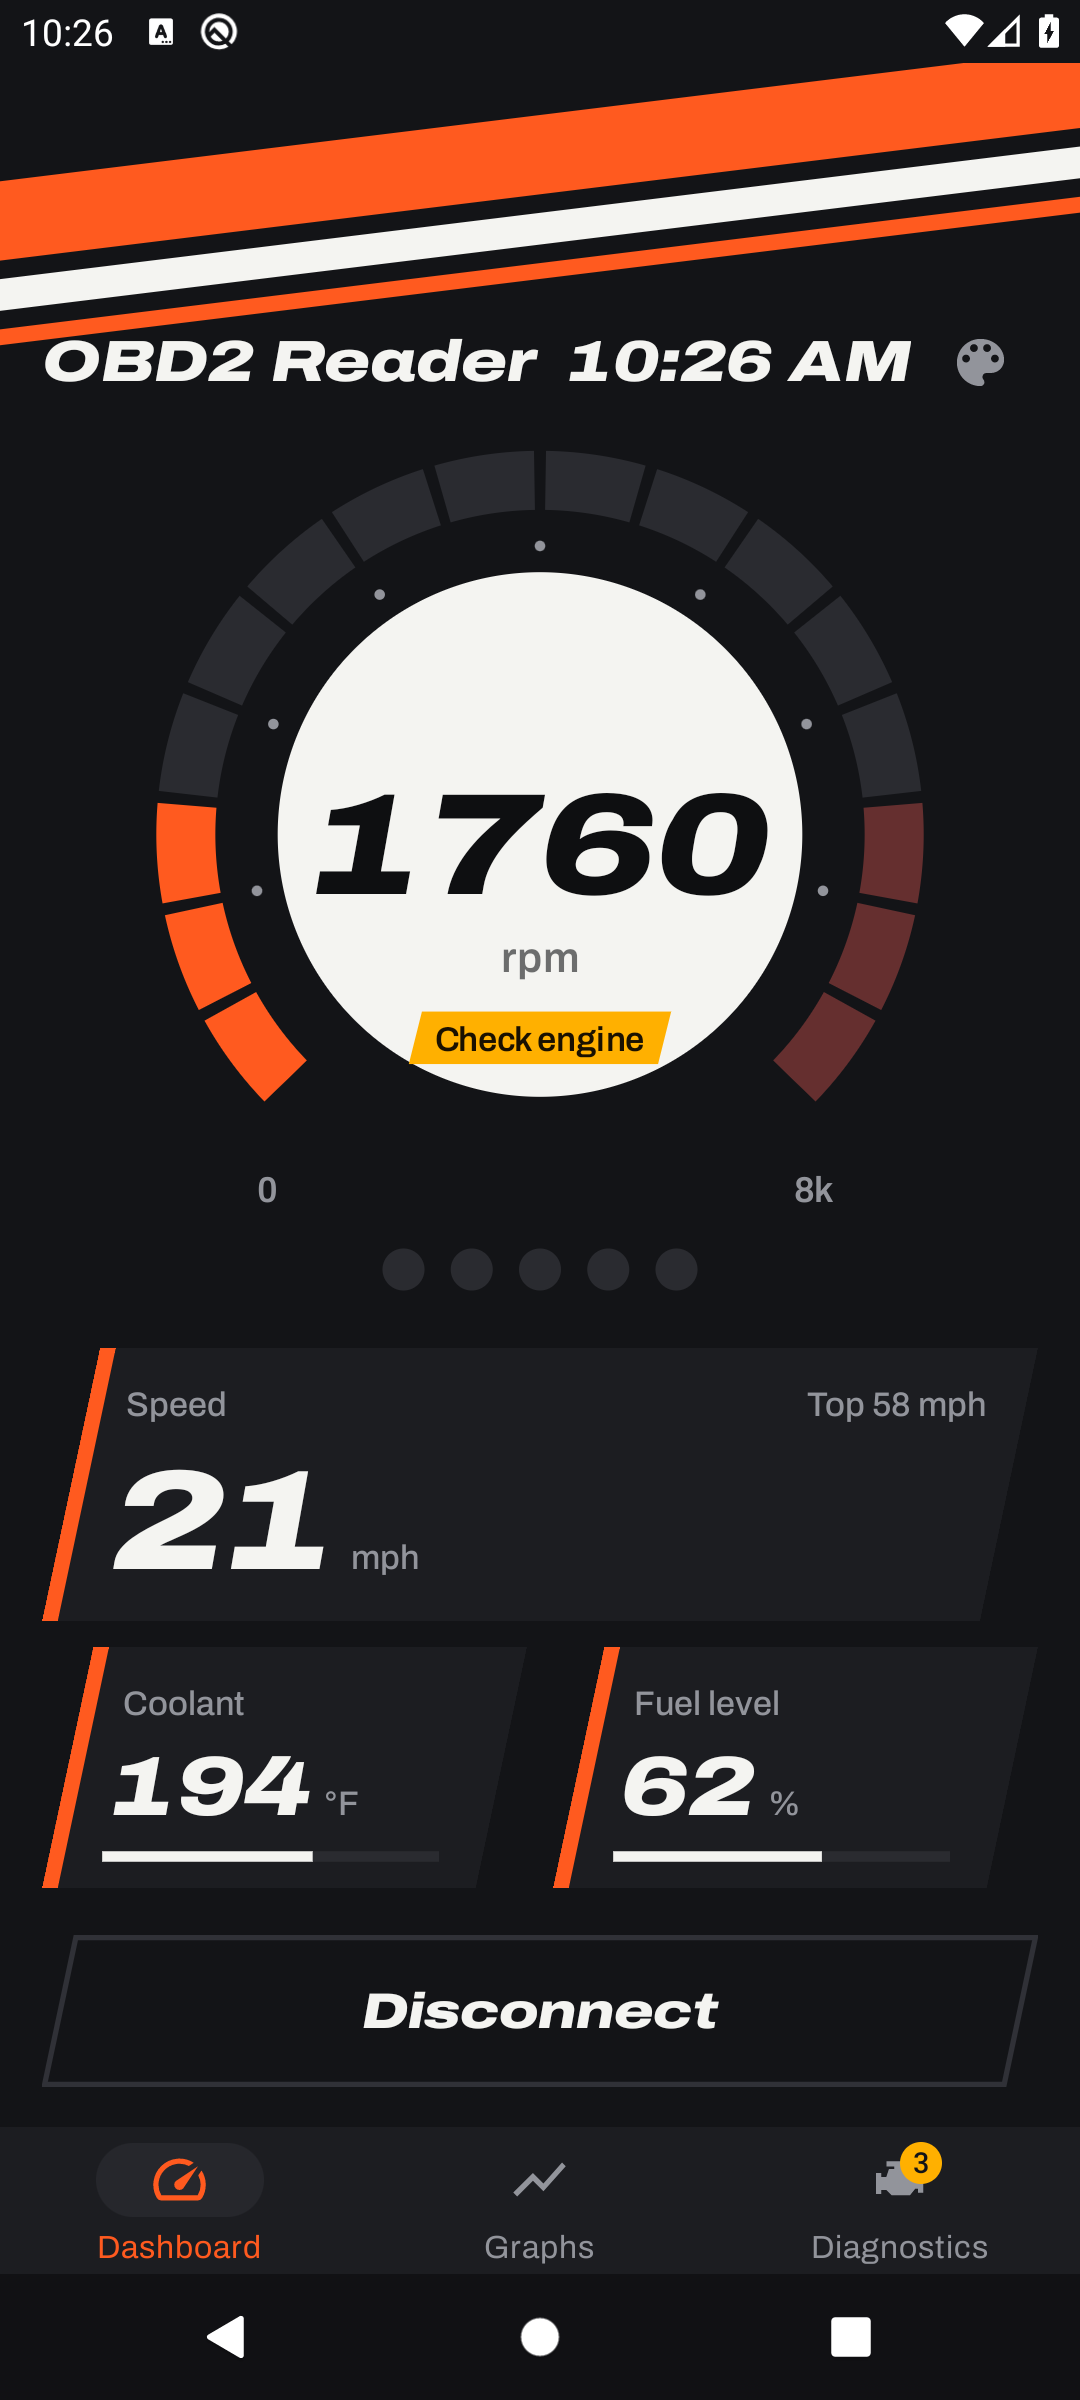 10:26
OBD2 Reader 10:26 AM
1760
rpm
Check engine
0 8k
Speed Top 58 mph
21 mph
Coolant Fuel level
194 °F 62 %
Disconnect
3
Dashboard Graphs Diagnostics